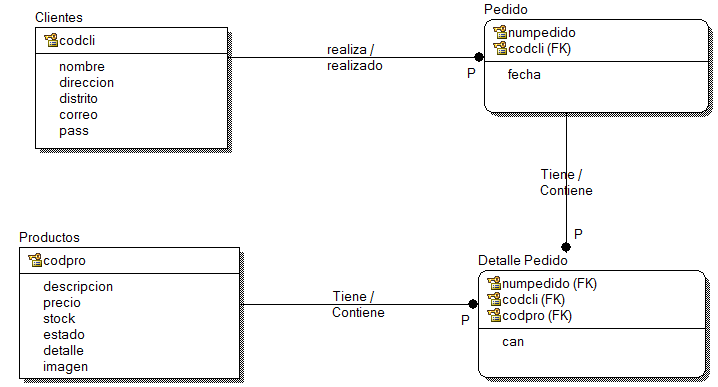 Clientes
codcli
nombre
direccion
distrito
correo
pass
realiza /
realizado
P
Pedido
numpedido
codcli (FK)
fecha
Tiene /
Contiene
P
Productos
codpro
descripcion
precio
stock
estado
detalle
imagen
Tiene /
Contiene
P
Detalle Pedido
numpedido (FK)
codcli (FK)
codpro (FK)
can